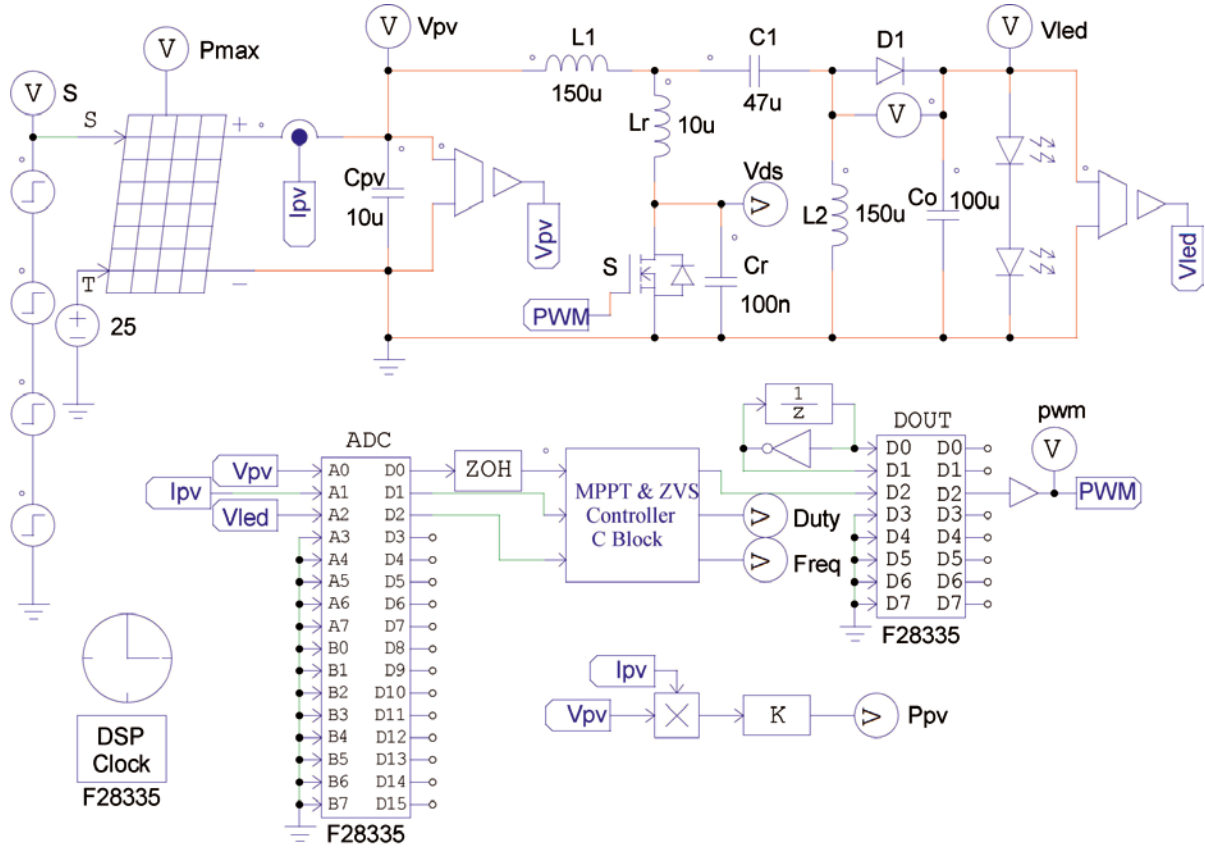 V Pmax
V Vpv
L1
150u
C1
47u
D1
V Vled
V S
S
+
Ipv
Cpv
10u
Vpv
Lr 10u
Vds
V
V
L2 150u
Co 100u
Vled
T
−
+
−
25
S
PWM
Cr
100n
ADC
Vpv
Ipv
Vled
A0 D0
A1 D1
A2 D2
A3 D3
A4 D4
A5 D5
A6 D6
A7 D7
B0 D8
B1 D9
B2 D10
B3 D11
B4 D12
B5 D13
B6 D14
B7 D15
F28335
ZOH
MPPT & ZVS
Controller
C Block
V Duty
V Freq
1
z
DOUT
D0 D0
D1 D1
D2 D2
D3 D3
D4 D4
D5 D5
D6 D6
D7 D7
F28335
pwm
V
PWM
DSP
Clock
F28335
Ipv
Vpv
K
V Ppv